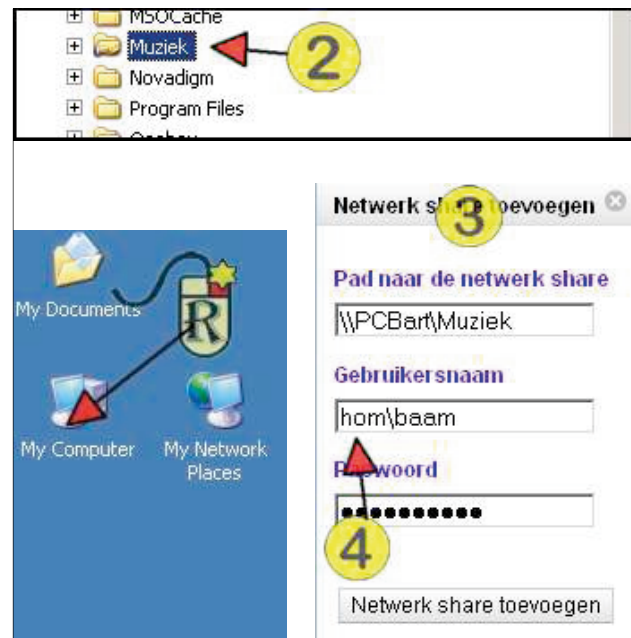 MSOCache
Muziek
2
Novadigm
Program Files
My Documents
R
My Computer
My Network
Places
Netwerk share toevoegen
3
Pad naar de netwerk share
\\PCBart\Muziek
Gebruikersnaam
hom\baam
Paswoord
••••••••••
4
Netwerk share toevoegen